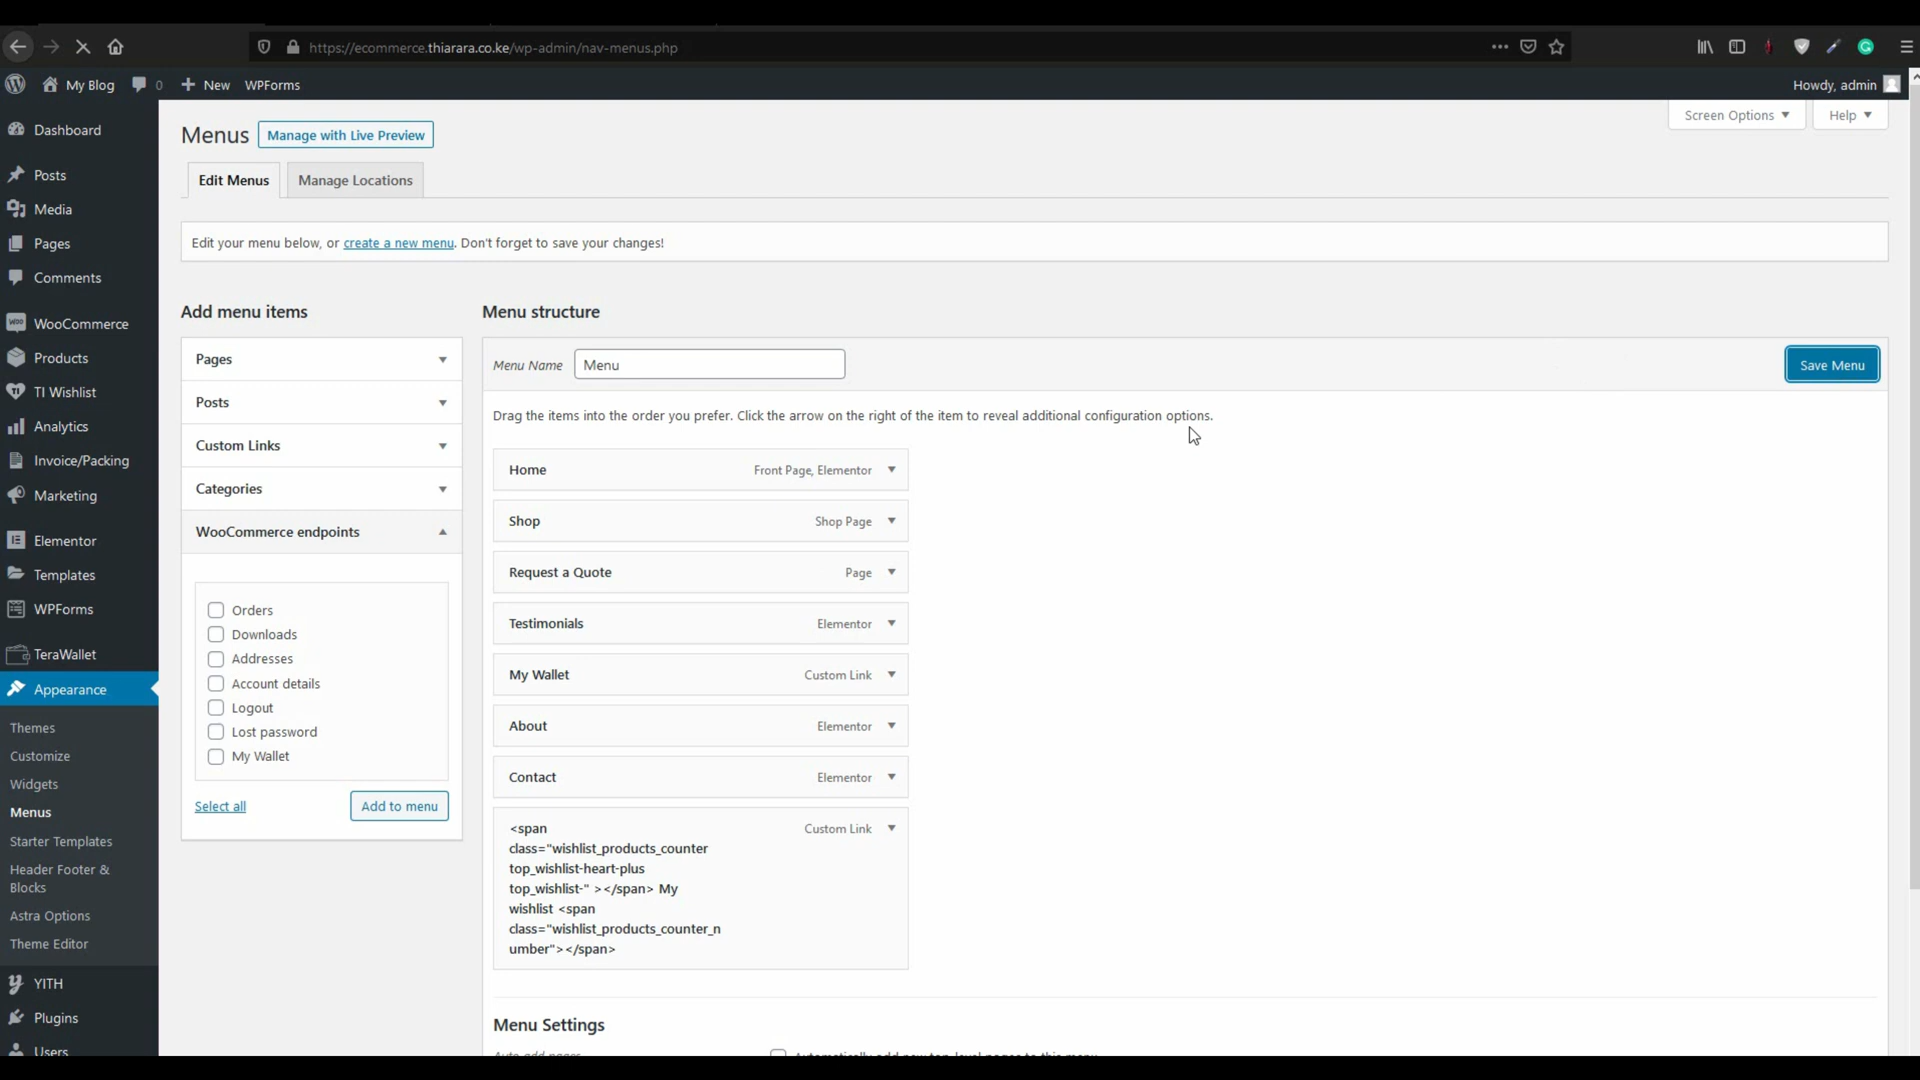 https://ecommerce.thiarara.co.ke/wp-admin/nav-menus.php
My Blog
0
New
WPForms
Howdy, admin
Dashboard
Posts
Media
Pages
Comments
WooCommerce
Products
TI Wishlist
Analytics
Invoice/Packing
Marketing
Elementor
Templates
WPForms
TeraWallet
Appearance
Themes
Customize
Widgets
Menus
Starter Templates
Header Footer &
Blocks
Astra Options
Theme Editor
YITH
Plugins
Users
Screen Options
Help
Menus
Manage with Live Preview
Edit Menus
Manage Locations
Edit your menu below, or create a new menu. Don't forget to save your changes!
Add menu items
Pages
Posts
Custom Links
Categories
WooCommerce endpoints
Orders
Downloads
Addresses
Account details
Logout
Lost password
My Wallet
Select all
Add to menu
Menu structure
Menu Name
Menu
Save Menu
Drag the items into the order you prefer. Click the arrow on the right of the item to reveal additional configuration options.
Home
Front Page, Elementor
Shop
Shop Page
Request a Quote
Page
Testimonials
Elementor
My Wallet
Custom Link
About
Elementor
Contact
Elementor
<span
Custom Link
class="wishlist_products_counter
top_wishlist-heart-plus
top_wishlist-" ></span> My
wishlist <span
class="wishlist_products_counter_n
umber"></span>
Menu Settings
Auto add pages
Automatically add new top-level pages to this menu